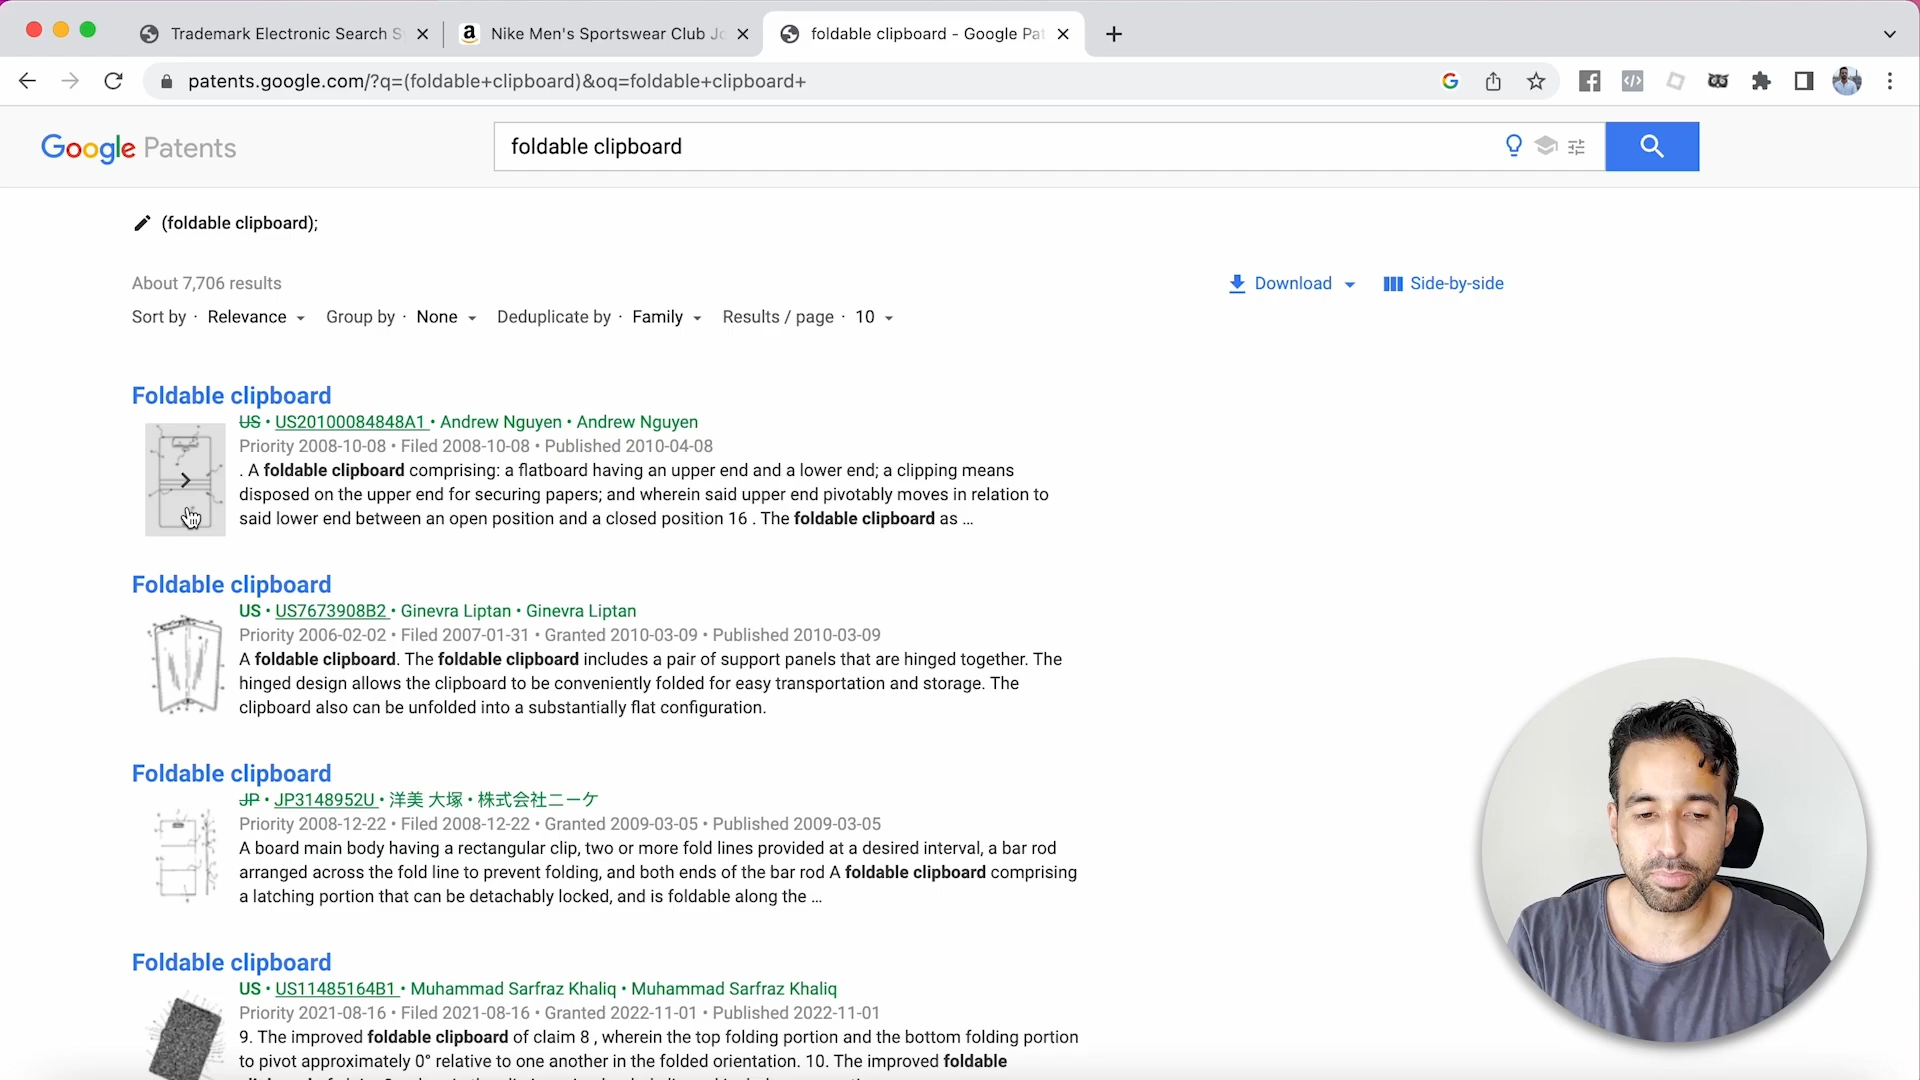 Trademark Electronic Search S
Nike Men's Sportswear Club Jo
foldable clipboard - Google Pat
patents.google.com/?q=(foldable+clipboard)&oq=foldable+clipboard+
Google Patents
foldable clipboard
(foldable clipboard);
About 7,706 results
Download
Side-by-side
Sort by · Relevance Group by · None Deduplicate by · Family Results / page · 10
Foldable clipboard
US • US20100084848A1 • Andrew Nguyen • Andrew Nguyen
Priority 2008-10-08 • Filed 2008-10-08 • Published 2010-04-08
. A foldable clipboard comprising: a flatboard having an upper end and a lower end; a clipping means
disposed on the upper end for securing papers; and wherein said upper end pivotably moves in relation to
said lower end between an open position and a closed position 16 . The foldable clipboard as ...
Foldable clipboard
US • US7673908B2 • Ginevra Liptan • Ginevra Liptan
Priority 2006-02-02 • Filed 2007-01-31 • Granted 2010-03-09 • Published 2010-03-09
A foldable clipboard. The foldable clipboard includes a pair of support panels that are hinged together. The
hinged design allows the clipboard to be conveniently folded for easy transportation and storage. The
clipboard also can be unfolded into a substantially flat configuration.
Foldable clipboard
JP • JP3148952U • 洋美 大塚 • 株式会社ニーケ
Priority 2008-12-22 • Filed 2008-12-22 • Granted 2009-03-05 • Published 2009-03-05
A board main body having a rectangular clip, two or more fold lines provided at a desired interval, a bar rod
arranged across the fold line to prevent folding, and both ends of the bar rod A foldable clipboard comprising
a latching portion that can be detachably locked, and is foldable along the ...
Foldable clipboard
US • US11485164B1 • Muhammad Sarfraz Khaliq • Muhammad Sarfraz Khaliq
Priority 2021-08-16 • Filed 2021-08-16 • Granted 2022-11-01 • Published 2022-11-01
9. The improved foldable clipboard of claim 8 , wherein the top folding portion and the bottom folding portion
to pivot approximately 0° relative to one another in the folded orientation. 10. The improved foldable